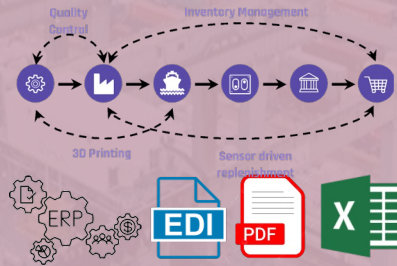 Quality
Control
Inventory Management
3D Printing
Sensor driven
replenishment
ERP
EDI
PDF
X